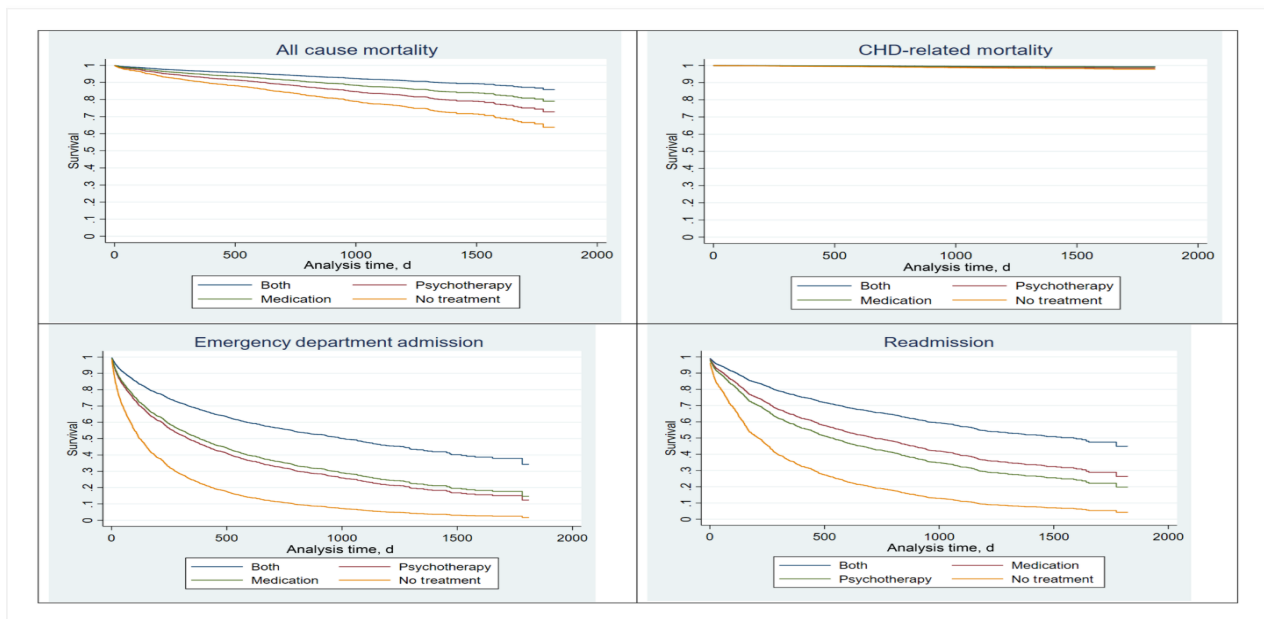 All cause mortality
Survival
1
.9
.8
.7
.6
.5
.4
.3
.2
.1
0
0 500 1000 1500 2000
Analysis time, d
Both Psychotherapy
Medication No treatment
CHD-related mortality
Survival
1
.9
.8
.7
.6
.5
.4
.3
.2
.1
0
0 500 1000 1500 2000
Analysis time, d
Both Psychotherapy
Medication No treatment
Emergency department admission
Survival
1
.9
.8
.7
.6
.5
.4
.3
.2
.1
0
0 500 1000 1500 2000
Analysis time, d
Both Psychotherapy
Medication No treatment
Readmission
Survival
1
.9
.8
.7
.6
.5
.4
.3
.2
.1
0
0 500 1000 1500 2000
Analysis time, d
Both Medication
Psychotherapy No treatment